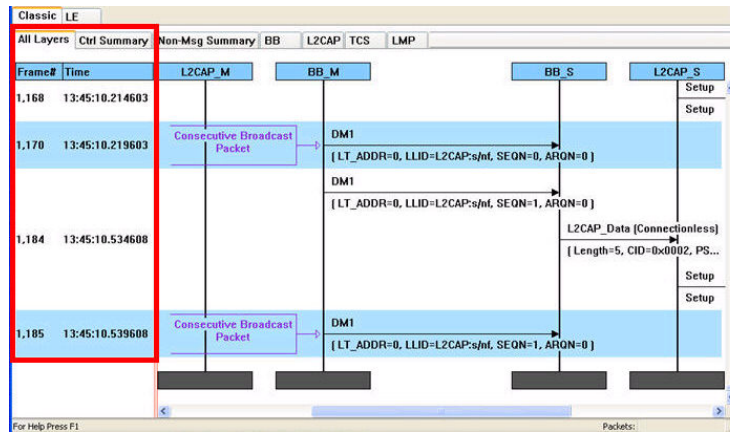 Classic LE
All Layers Ctrl Summary Non-Msg Summary BB L2CAP TCS LMP
Frame# Time L2CAP_M BB_M BB_S L2CAP_S
Setup
1,168 13:45:10.214603
Setup
Consecutive Broadcast Packet
1,170 13:45:10.219603
DM1
[ LT_ADDR=0, LLID=L2CAP:s/nf, SEQN=0, ARQN=0 ]
DM1
[ LT_ADDR=0, LLID=L2CAP:s/nf, SEQN=1, ARQN=0 ]
L2CAP_Data (Connectionless)
1,184 13:45:10.534608
[ Length=5, CID=0x0002, PS...
Setup
Setup
Consecutive Broadcast Packet
1,185 13:45:10.539608
DM1
[ LT_ADDR=0, LLID=L2CAP:s/nf, SEQN=1, ARQN=0 ]
For Help Press F1 Packets: